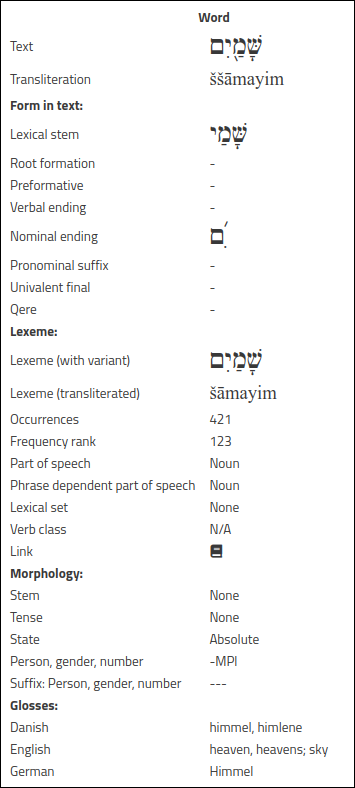 Word
Text שָּׁמַ֖יִם
Transliteration ššāmayim
Form in text:
Lexical stem שָּׁמַי
Root formation -
Preformative -
Verbal ending -
Nominal ending ִ֜ם
Pronominal suffix -
Univalent final -
Qere -
Lexeme:
Lexeme (with variant) שָׁמַיִם
Lexeme (transliterated) šāmayim
Occurrences 421
Frequency rank 123
Part of speech Noun
Phrase dependent part of speech Noun
Lexical set None
Verb class N/A
Link
Morphology:
Stem None
Tense None
State Absolute
Person, gender, number -MPl
Suffix: Person, gender, number ---
Glosses:
Danish himmel, himlene
English heaven, heavens; sky
German Himmel